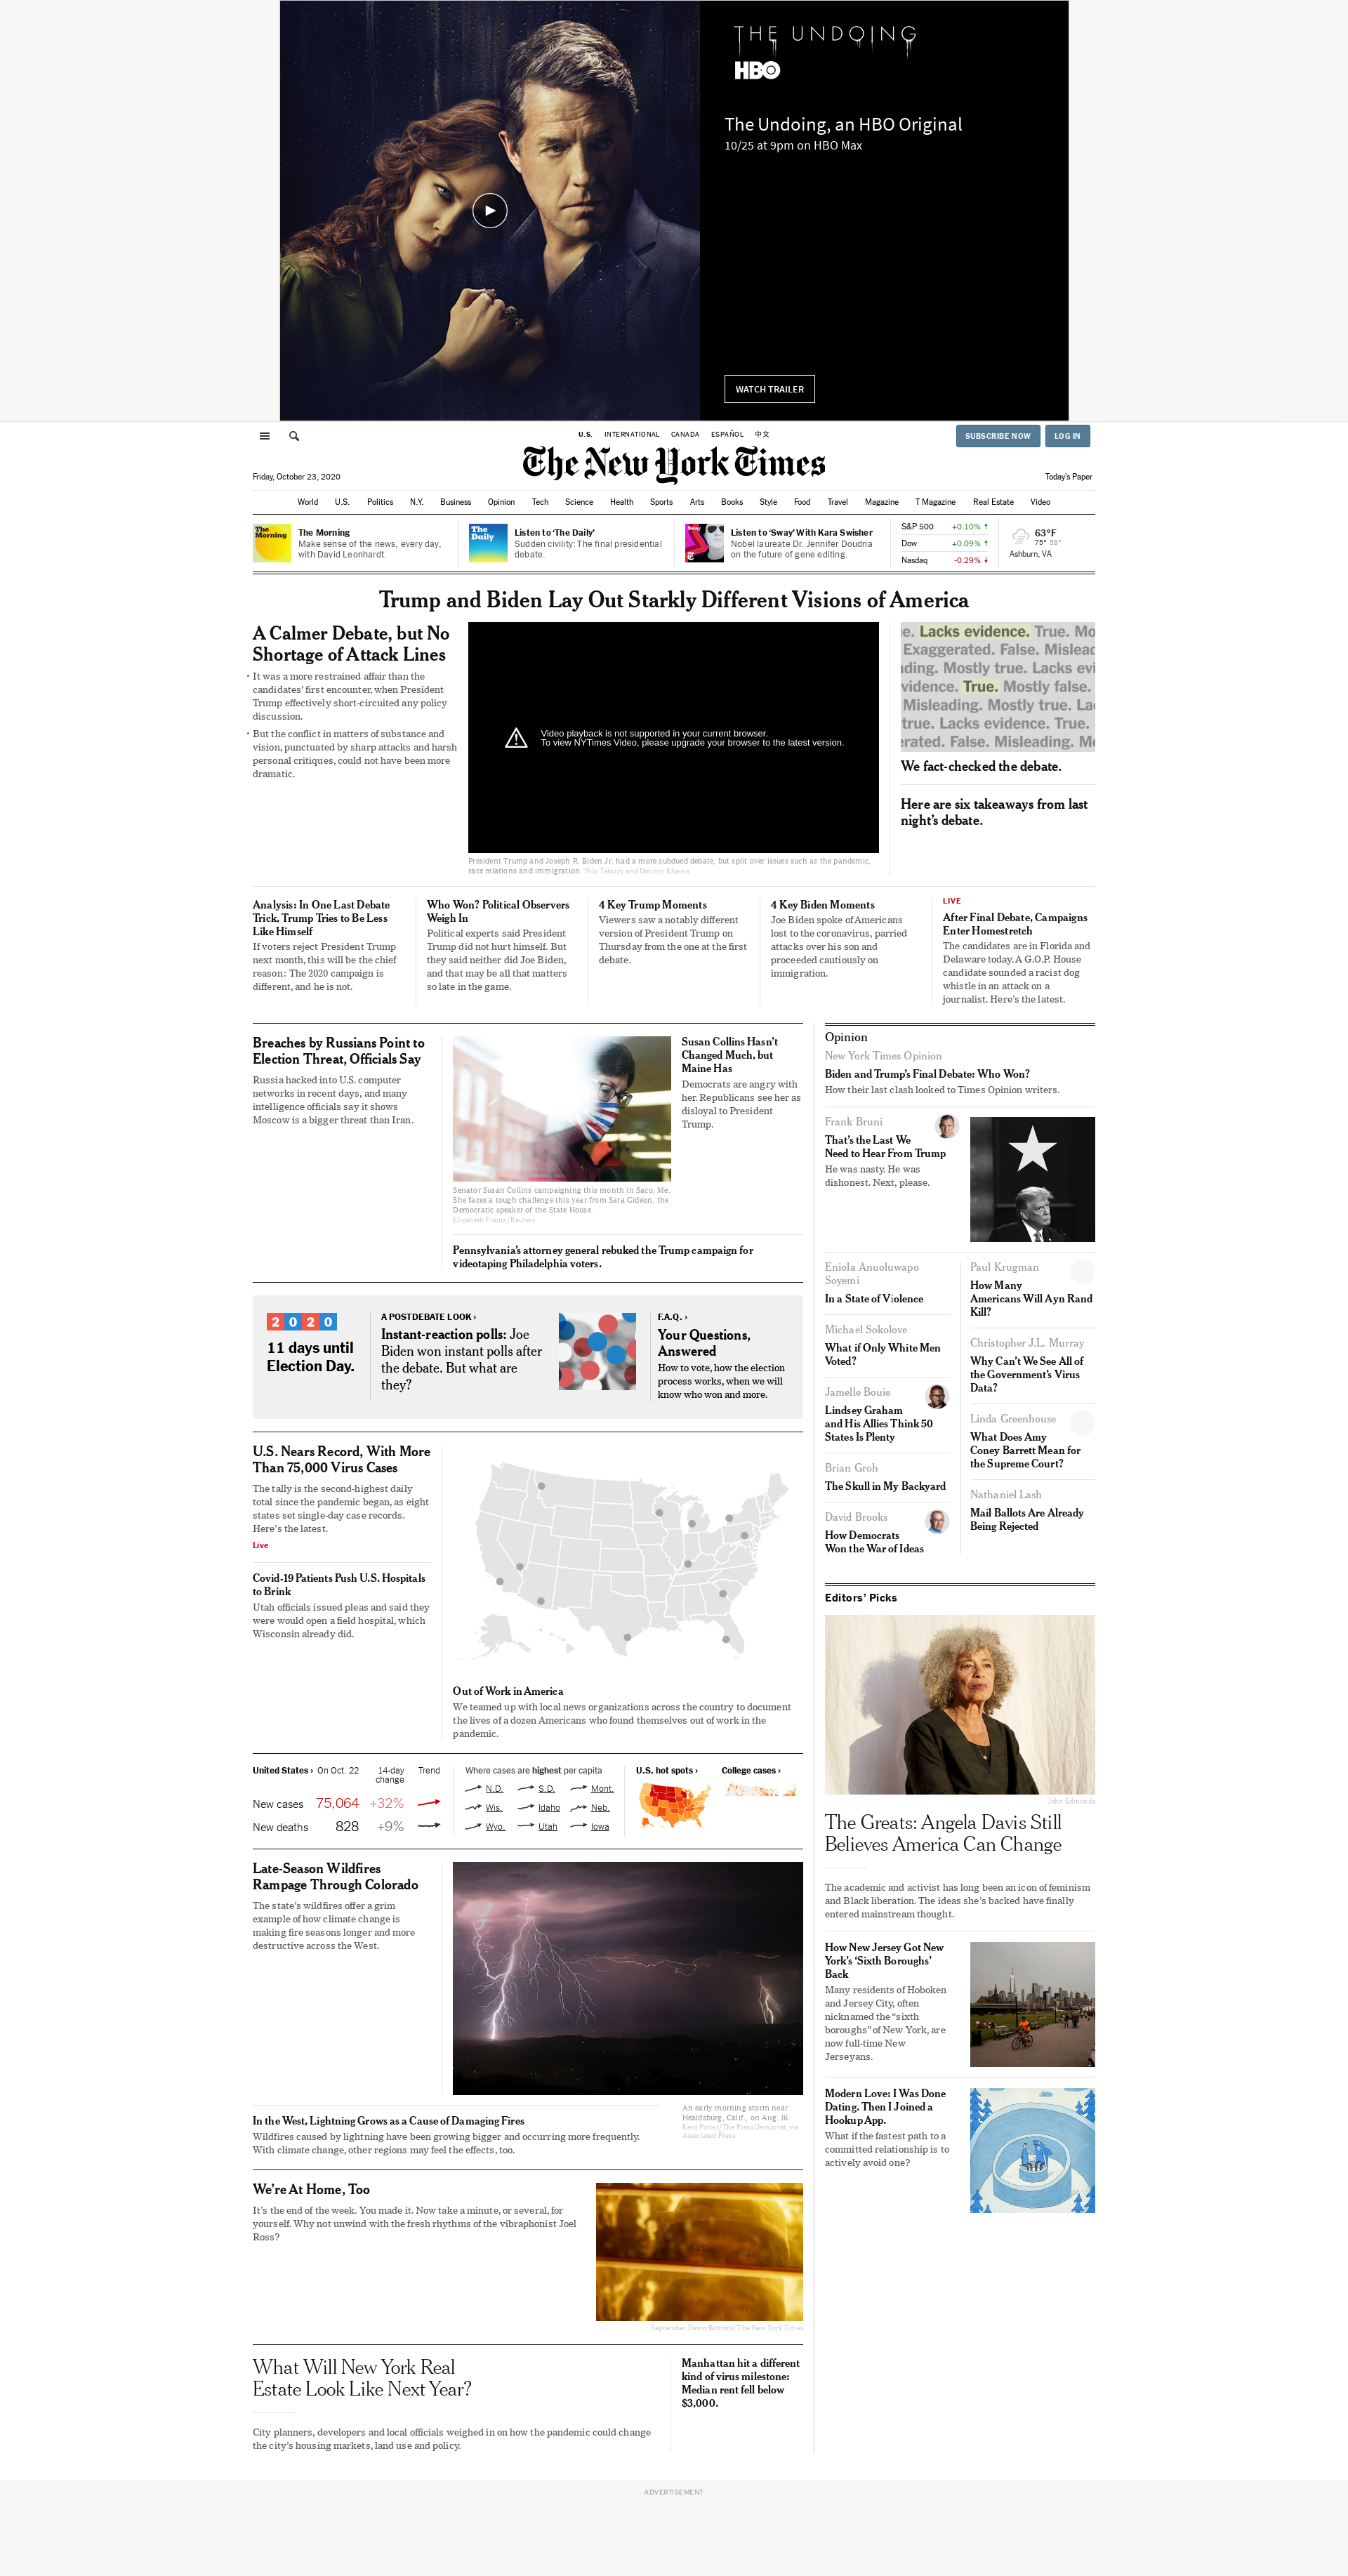 THE UNDOING
HBO
The Undoing, an HBO Original
10/25 at 9pm on HBO Max
WATCH TRAILER
U.S.
INTERNATIONAL
CANADA
ESPAÑOL
中文
SUBSCRIBE NOW
LOG IN
The New York Times
Friday, October 23, 2020
Today's Paper
World
U.S.
Politics
N.Y.
Business
Opinion
Tech
Science
Health
Sports
Arts
Books
Style
Food
Travel
Magazine
T Magazine
Real Estate
Video
The
Morning
The Morning
Make sense of the news, every day,
with David Leonhardt.
The
Daily
Listen to ‘The Daily’
Sudden civility: The final presidential
debate.
Listen to ‘Sway’ With Kara Swisher
Nobel laureate Dr. Jennifer Doudna
on the future of gene editing.
S&P 500 +0.10% ↑
Dow +0.09% ↑
Nasdaq -0.29% ↓
63°F
75° 58°
Ashburn, VA
Trump and Biden Lay Out Starkly Different Visions of America
A Calmer Debate, but No
Shortage of Attack Lines
• It was a more restrained affair than the
candidates’ first encounter, when President
Trump effectively short-circuited any policy
discussion.
• But the conflict in matters of substance and
vision, punctuated by sharp attacks and harsh
personal critiques, could not have been more
dramatic.
Video playback is not supported in your current browser.
To view NYTimes Video, please upgrade your browser to the latest version.
President Trump and Joseph R. Biden Jr. had a more subdued debate, but split over issues such as the pandemic,
race relations and immigration. Nilo Tabrizy and Dmitriy Khavin
e. Lacks evidence. True. Mo
Exaggerated. False. Mislead
ding. Mostly true. Lacks evi
vidence. True. Mostly false.
. Misleading. Mostly true. La
true. Lacks evidence. True.
erated. False. Misleading. M
We fact-checked the debate.
Here are six takeaways from last
night’s debate.
Analysis: In One Last Debate
Trick, Trump Tries to Be Less
Like Himself
If voters reject President Trump
next month, this will be the chief
reason: The 2020 campaign is
different, and he is not.
Who Won? Political Observers
Weigh In
Political experts said President
Trump did not hurt himself. But
they said neither did Joe Biden,
and that may be all that matters
so late in the game.
4 Key Trump Moments
Viewers saw a notably different
version of President Trump on
Thursday from the one at the first
debate.
4 Key Biden Moments
Joe Biden spoke of Americans
lost to the coronavirus, parried
attacks over his son and
proceeded cautiously on
immigration.
LIVE
After Final Debate, Campaigns
Enter Homestretch
The candidates are in Florida and
Delaware today. A G.O.P. House
candidate sounded a racist dog
whistle in an attack on a
journalist. Here’s the latest.
Breaches by Russians Point to
Election Threat, Officials Say
Russia hacked into U.S. computer
networks in recent days, and many
intelligence officials say it shows
Moscow is a bigger threat than Iran.
Senator Susan Collins campaigning this month in Saco, Me.
She faces a tough challenge this year from Sara Gideon, the
Democratic speaker of the State House.
Elizabeth Frantz/Reuters
Susan Collins Hasn’t
Changed Much, but
Maine Has
Democrats are angry with
her. Republicans see her as
disloyal to President
Trump.
Pennsylvania’s attorney general rebuked the Trump campaign for
videotaping Philadelphia voters.
2020
11 days until
Election Day.
A POSTDEBATE LOOK ›
Instant-reaction polls: Joe
Biden won instant polls after
the debate. But what are
they?
F.A.Q. ›
Your Questions,
Answered
How to vote, how the election
process works, when we will
know who won and more.
U.S. Nears Record, With More
Than 75,000 Virus Cases
The tally is the second-highest daily
total since the pandemic began, as eight
states set single-day case records.
Here’s the latest.
Live
Covid-19 Patients Push U.S. Hospitals
to Brink
Utah officials issued pleas and said they
were would open a field hospital, which
Wisconsin already did.
Out of Work in America
We teamed up with local news organizations across the country to document
the lives of a dozen Americans who found themselves out of work in the
pandemic.
United States › On Oct. 22 14-day change Trend
New cases 75,064 +32%
New deaths 828 +9%
Where cases are highest per capita
N.D. S.D. Mont.
Wis. Idaho Neb.
Wyo. Utah Iowa
U.S. hot spots ›
College cases ›
Late-Season Wildfires
Rampage Through Colorado
The state’s wildfires offer a grim
example of how climate change is
making fire seasons longer and more
destructive across the West.
In the West, Lightning Grows as a Cause of Damaging Fires
Wildfires caused by lightning have been growing bigger and occurring more frequently.
With climate change, other regions may feel the effects, too.
An early morning storm near
Healdsburg, Calif., on Aug. 16.
Kent Porter/The Press Democrat, via
Associated Press
We’re At Home, Too
It’s the end of the week. You made it. Now take a minute, or several, for
yourself. Why not unwind with the fresh rhythms of the vibraphonist Joel
Ross?
September Dawn Bottoms/The New York Times
What Will New York Real
Estate Look Like Next Year?
City planners, developers and local officials weighed in on how the pandemic could change
the city’s housing markets, land use and policy.
Manhattan hit a different
kind of virus milestone:
Median rent fell below
$3,000.
Opinion
New York Times Opinion
Biden and Trump’s Final Debate: Who Won?
How their last clash looked to Times Opinion writers.
Frank Bruni
That’s the Last We
Need to Hear From Trump
He was nasty. He was
dishonest. Next, please.
Eniola Anuoluwapo
Soyemi
In a State of Violence
Michael Sokolove
What if Only White Men
Voted?
Jamelle Bouie
Lindsey Graham
and His Allies Think 50
States Is Plenty
Brian Groh
The Skull in My Backyard
David Brooks
How Democrats
Won the War of Ideas
Paul Krugman
How Many
Americans Will Ayn Rand
Kill?
Christopher J.L. Murray
Why Can’t We See All of
the Government’s Virus
Data?
Linda Greenhouse
What Does Amy
Coney Barrett Mean for
the Supreme Court?
Nathaniel Lash
Mail Ballots Are Already
Being Rejected
Editors’ Picks
John Edmonds
The Greats: Angela Davis Still
Believes America Can Change
The academic and activist has long been an icon of feminism
and Black liberation. The ideas she’s backed have finally
entered mainstream thought.
How New Jersey Got New
York’s ‘Sixth Boroughs’
Back
Many residents of Hoboken
and Jersey City, often
nicknamed the “sixth
boroughs” of New York, are
now full-time New
Jerseyans.
Modern Love: I Was Done
Dating. Then I Joined a
Hookup App.
What if the fastest path to a
committed relationship is to
actively avoid one?
ADVERTISEMENT